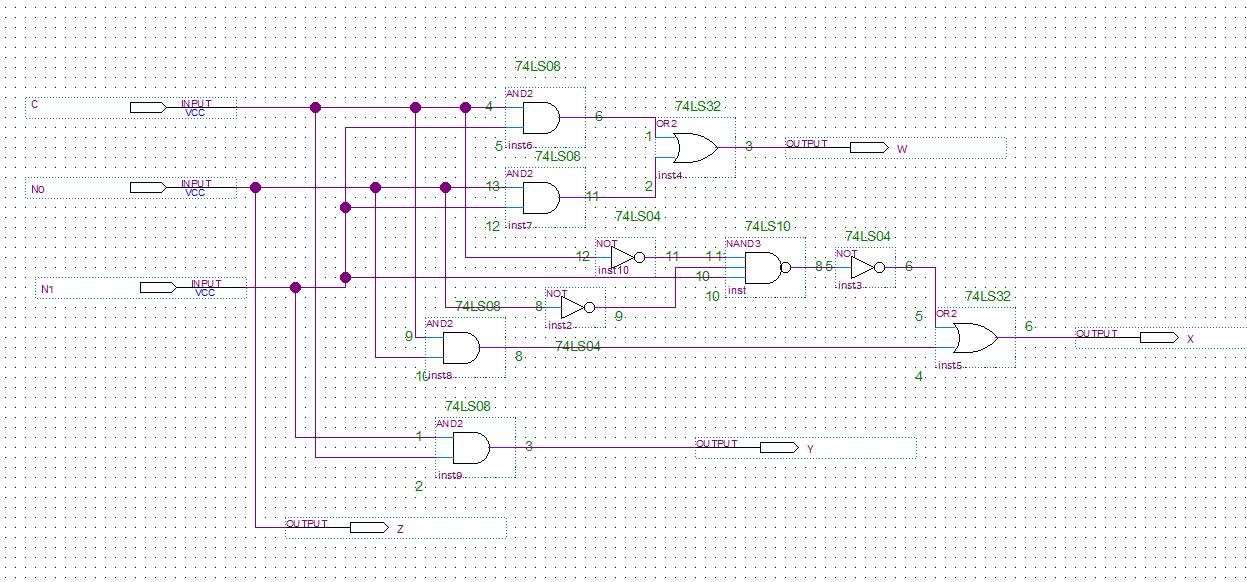 74LS08
C
INPUT
VCC
4
AND2
6
5
inst6
74LS32
OR2
1
3
OUTPUT
W
2
inst4
74LS08
No
INPUT
VCC
13
AND2
11
12
inst7
74LS04
NOT
12
11
inst10
74LS10
NAND3
11
10
10
inst
8
74LS04
NOT
5
6
inst3
N1
INPUT
VCC
NOT
8
9
inst2
74LS04
74LS08
AND2
9
8
10
inst8
74LS32
OR2
5
6
4
inst5
OUTPUT
X
74LS08
AND2
1
3
2
inst9
OUTPUT
Y
OUTPUT
Z